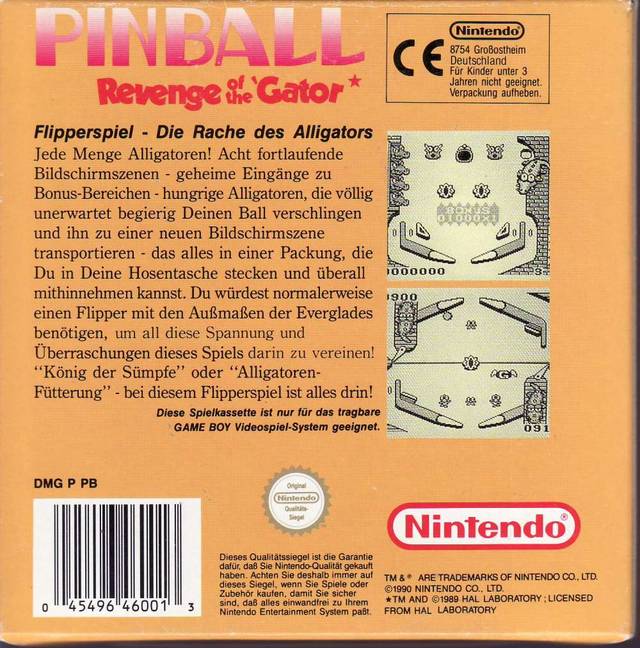 PINBALL
Revenge of the 'Gator*
Nintendo
CE
8754 Großostheim
Deutschland
Für Kinder unter 3
Jahren nicht geeignet.
Verpackung aufheben.
Flipperspiel - Die Rache des Alligators
Jede Menge Alligatoren! Acht fortlaufende
Bildschirmszenen - geheime Eingänge zu
Bonus-Bereichen - hungrige Alligatoren, die völlig
unerwartet begierig Deinen Ball verschlingen
und ihn zu einer neuen Bildschirmszene
transportieren - das alles in einer Packung, die
Du in Deine Hosentasche stecken und überall
mithinnehmen kannst. Du würdest normalerweise
einen Flipper mit den Außmaßen der Everglades
benötigen, um all diese Spannung und
Überraschungen dieses Spiels darin zu vereinen!
“König der Sümpfe” oder “Alligatoren-
Fütterung” - bei diesem Flipperspiel ist alles drin!
Diese Spielkassette ist nur für das tragbare
GAME BOY Videospiel-System geeignet.
BONUS
01000X1
0000000 3
900
091
DMG P PB
0 45496 46001 3
Original
Nintendo
Qualitäts-
Siegel
Dieses Qualitätssiegel ist die Garantie
dafür, daß Sie Nintendo-Qualität gekauft
haben. Achten Sie deshalb immer auf
dieses Siegel, wenn Sie Spiele oder
Zubehör kaufen, damit Sie sicher
sind, daß alles einwandfrei zu Ihrem
Nintendo Entertainment System paßt.
Nintendo®
TM & ® ARE TRADEMARKS OF NINTENDO CO., LTD.
©1990 NINTENDO CO., LTD.
★TM AND ©1989 HAL LABORATORY; LICENSED
FROM HAL LABORATORY